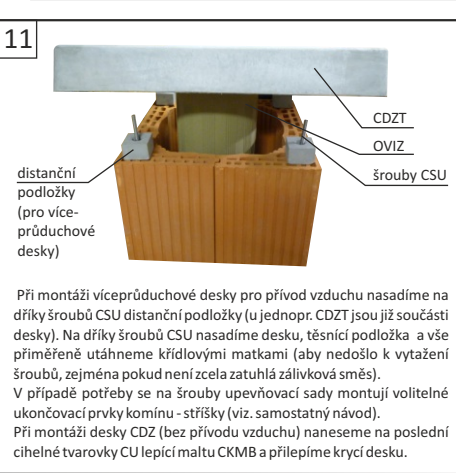 11
CDZT
OVIZ
šrouby CSU
distanční
podložky
(pro více-
průduchové
desky)
Při montáži víceprůduchové desky pro přívod vzduchu nasadíme na
dříky šroubů CSU distanční podložky (u jednopr. CDZT jsou již součásti
desky). Na dříky šroubů CSU nasadíme desku, těsnící podložka a vše
přiměřeně utáhneme křídlovými matkami (aby nedošlo k vytažení
šroubů, zejména pokud není zcela zatuhlá zálivková směs).
V případě potřeby se na šrouby upevňovací sady montují volitelné
ukončovací prvky komínu - stříšky (viz. samostatný návod).
Při montáži desky CDZ (bez přívodu vzduchu) naneseme na poslední
cihelné tvarovky CU lepící maltu CKMB a přilepíme krycí desku.